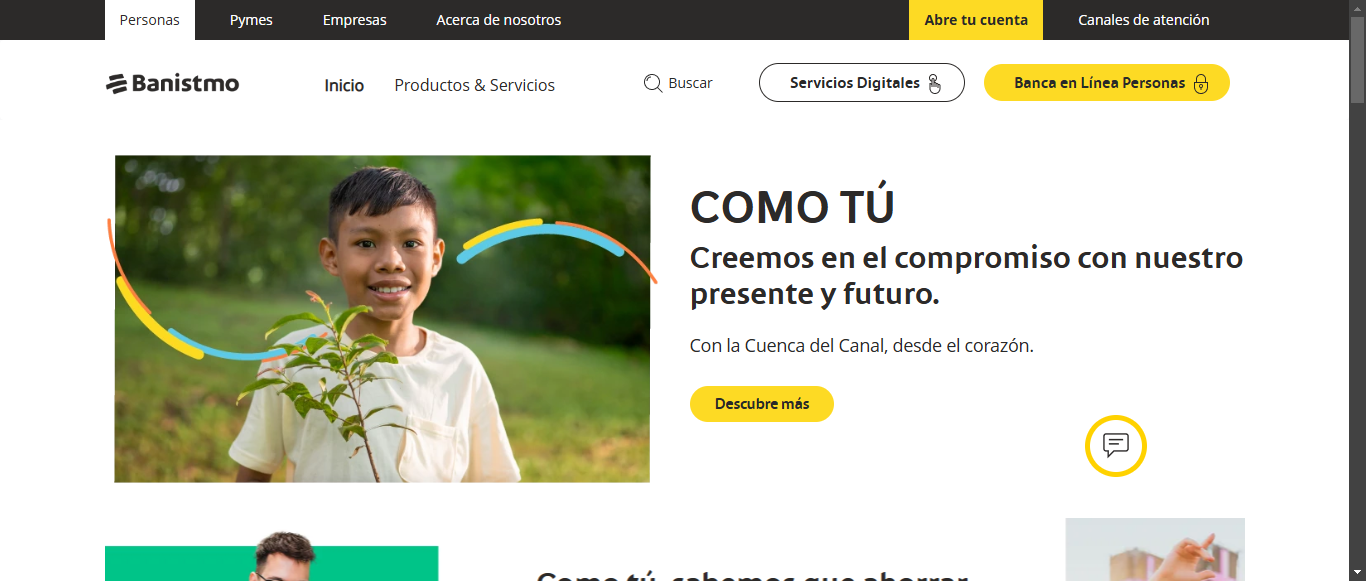 Personas
Pymes
Empresas
Acerca de nosotros
Abre tu cuenta
Canales de atención
Banistmo
Inicio
Productos & Servicios
Buscar
Servicios Digitales
Banca en Línea Personas
COMO TÚ
Creemos en el compromiso con nuestro
presente y futuro.
Con la Cuenca del Canal, desde el corazón.
Descubre más
Como tú, sabemos que ahorrar